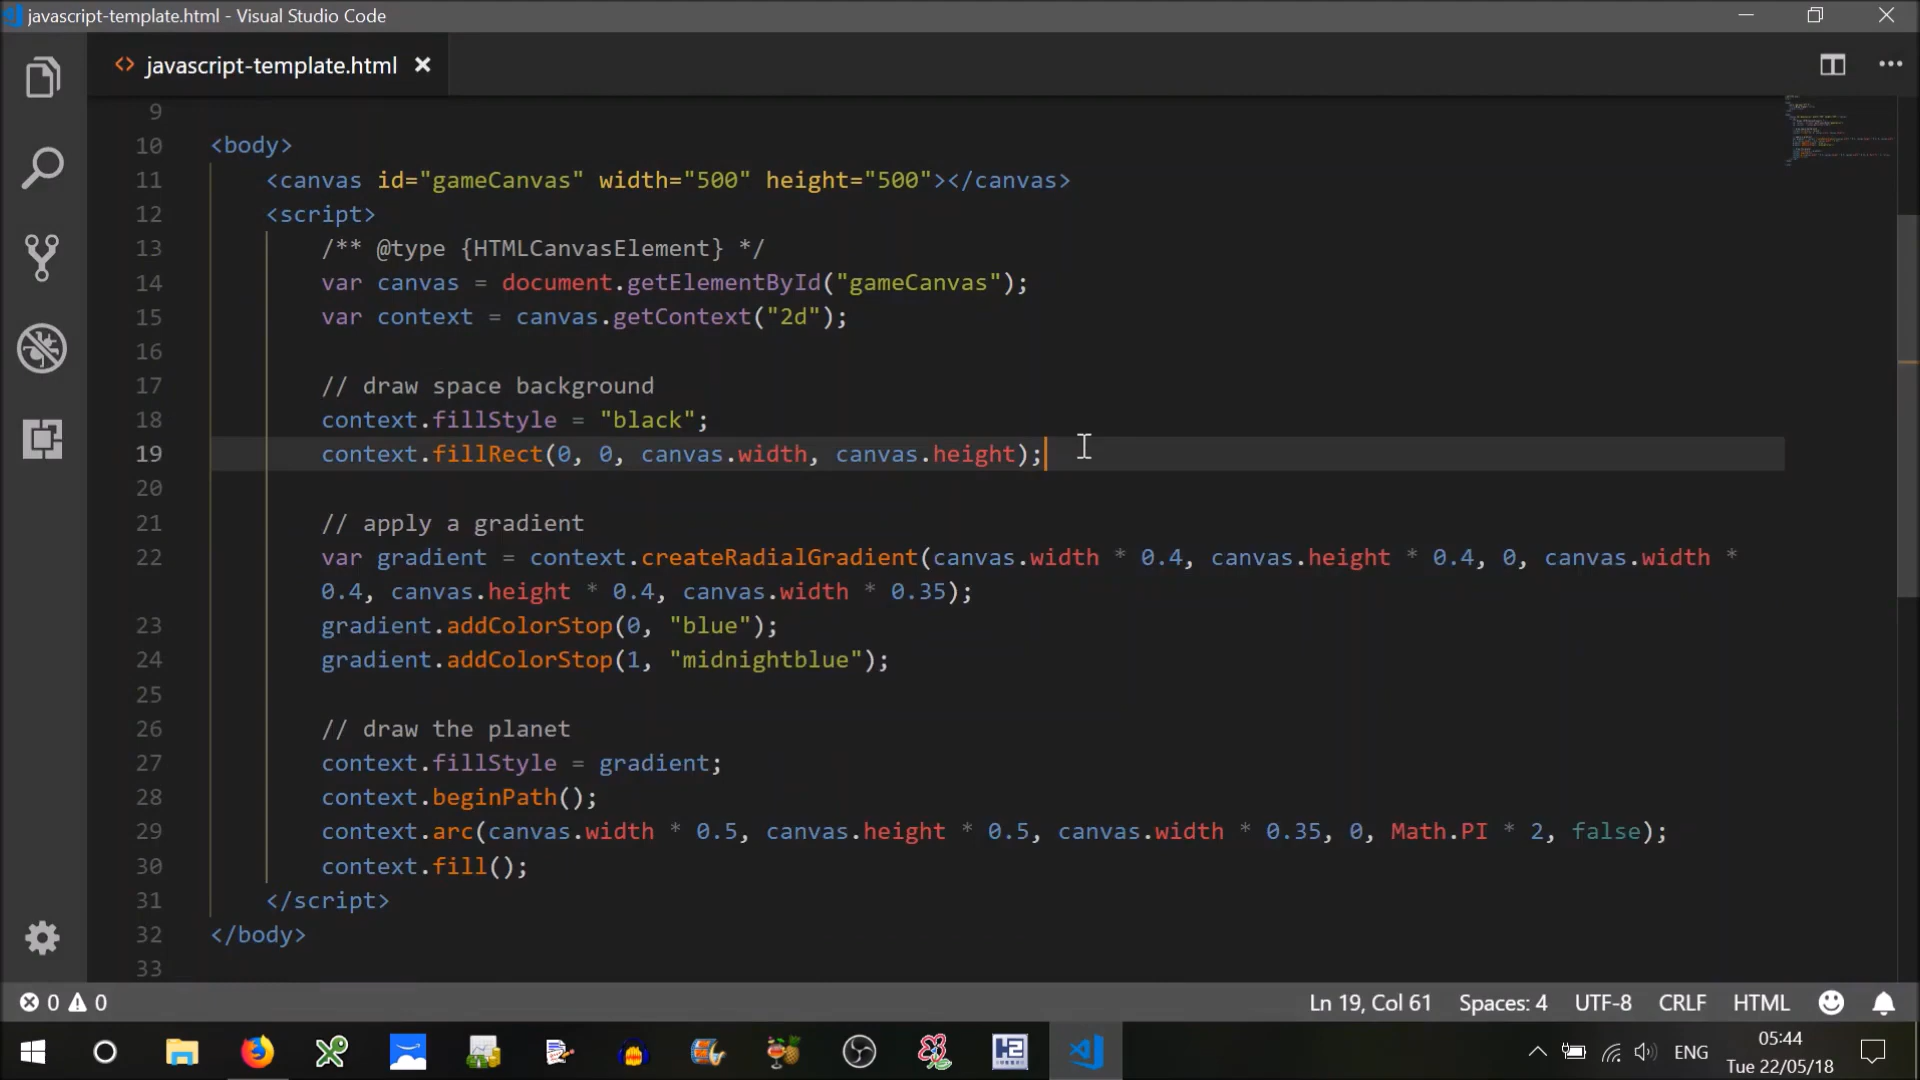 javascript-template.html - Visual Studio Code
<> javascript-template.html
9
10 <body>
11 <canvas id="gameCanvas" width="500" height="500"></canvas>
12 <script>
13 /** @type {HTMLCanvasElement} */
14 var canvas = document.getElementById("gameCanvas");
15 var context = canvas.getContext("2d");
16
17 // draw space background
18 context.fillStyle = "black";
19 context.fillRect(0, 0, canvas.width, canvas.height);
20
21 // apply a gradient
22 var gradient = context.createRadialGradient(canvas.width * 0.4, canvas.height * 0.4, 0, canvas.width *
0.4, canvas.height * 0.4, canvas.width * 0.35);
23 gradient.addColorStop(0, "blue");
24 gradient.addColorStop(1, "midnightblue");
25
26 // draw the planet
27 context.fillStyle = gradient;
28 context.beginPath();
29 context.arc(canvas.width * 0.5, canvas.height * 0.5, canvas.width * 0.35, 0, Math.PI * 2, false);
30 context.fill();
31 </script>
32 </body>
33
0 0 Ln 19, Col 61 Spaces: 4 UTF-8 CRLF HTML
ENG
05:44
Tue 22/05/18